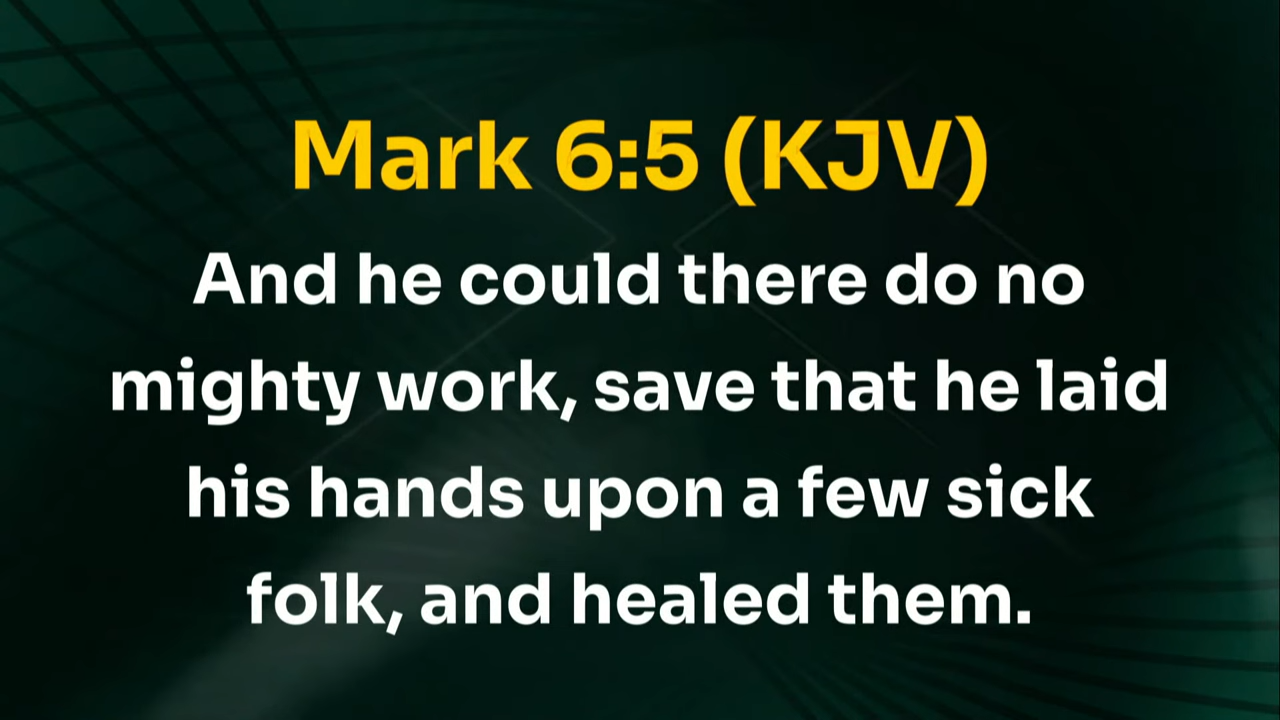 Mark 6:5 (KJV)
And he could there do no
mighty work, save that he laid
his hands upon a few sick
folk, and healed them.